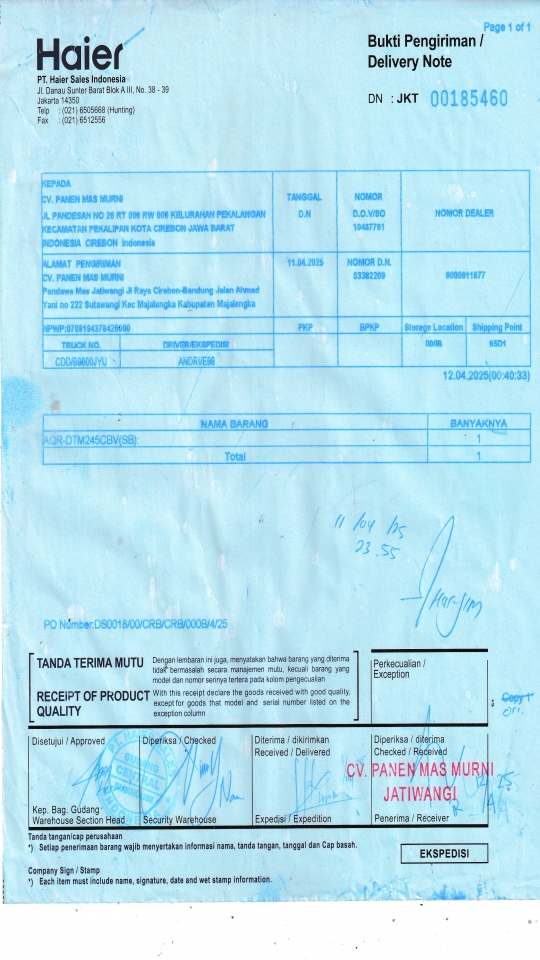 Page 1 of 1
Haier
Bukti Pengiriman /
Delivery Note
PT. Haier Sales Indonesia
Jl. Danau Sunter Barat Blok A III, No. 38 - 39
Jakarta 14350
Telp : (021) 6505668 (Hunting)
Fax : (021) 6512556
DN : JKT 00185460
KEPADA
CV. PANEN MAS MURNI
JL PANDESAN NO 26 RT 006 RW 006 KELURAHAN PEKALANGAN
KECAMATAN PEKALIPAN KOTA CIREBON JAWA BARAT
INDONESIA CIREBON Indonesia
TANGGAL
D.N
NOMOR
D.O.V/SO
10487701
NOMOR DEALER
ALAMAT PENGIRIMAN
CV. PANEN MAS MURNI
Pandawa Mas Jatiwangi Jl Raya Cirebon-Bandung Jalan Ahmad
Yani no 222 Sutawangi Kec Majalengka Kabupaten Majalengka
11.04.2025
NOMOR D.N.
83382209
6000011677
PKP
BPKP
Storage Location
Shipping Point
000B
65D1
TRUCK NO.
DRIVER/EKSPEDISI
CDD/B9800JYU
12.04.2025(00:40:33)
NAMA BARANG
BANYAKNYA
AQR-DTM245CBV(SB):
1
Total
1
11/04/25
23.55
PO Number:DS0018/00/CRB/CRB/000B/4/25
TANDA TERIMA MUTU
Dengan lembaran ini juga, menyatakan bahwa barang yang diterima
tidak bermasalah secara manajemen mutu, kecuali barang yang
model dan nomor serinya tertera pada kolom pengecualian
RECEIPT OF PRODUCT
QUALITY
With this receipt declare the goods received with good quality,
except for goods that model and serial number listed on the
exception column
Perkecualian /
Exception
Copy 1
Ori.
Disetujui / Approved
Diperiksa / Checked
Diterima / dikirimkan
Received / Delivered
Diperiksa / diterima
Checked / Received
GUDANG
CENTRAL
CV. PANEN MAS MURNI
JATIWANGI
Kep. Bag. Gudang
Warehouse Section Head
Security Warehouse
Expedisi / Expedition
Penerima / Receiver
Tanda tangan/cap perusahaan
*) Setiap penerimaan barang wajib menyertakan informasi nama, tanda tangan, tanggal dan Cap basah.
EKSPEDISI
Company Sign / Stamp
*) Each item must include name, signature, date and wet stamp information.